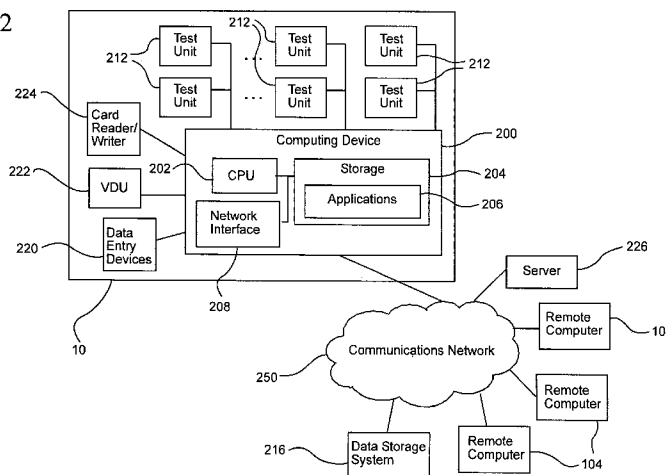 2
212
Test
Unit
212
Test
Unit
Test
Unit
212
Test
Unit
Test
Unit
Test
Unit
...
...
224
Card
Reader/
Writer
Computing Device
200
202
CPU
Storage
204
Applications
206
222
VDU
Network
Interface
208
220
Data
Entry
Devices
10
Server
226
Communications Network
250
Remote
Computer
10
Remote
Computer
104
Remote
Computer
216
Data Storage
System